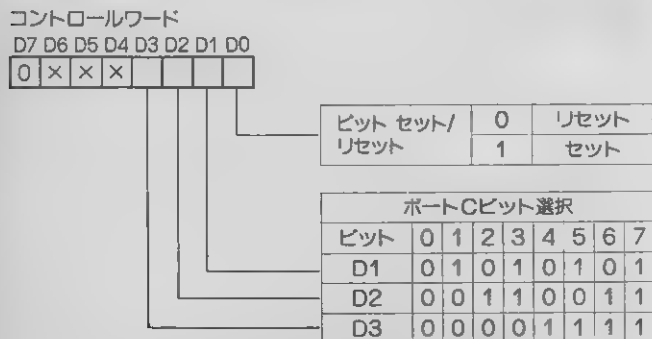 コントロールワード
D7 D6 D5 D4 D3 D2 D1 D0
0 × × ×
ビット セット/ 0 リセット
リセット 1 セット
ポートCビット選択
ビット 0 1 2 3 4 5 6 7
D1 0 1 0 1 0 1 0 1
D2 0 0 1 1 0 0 1 1
D3 0 0 0 0 1 1 1 1